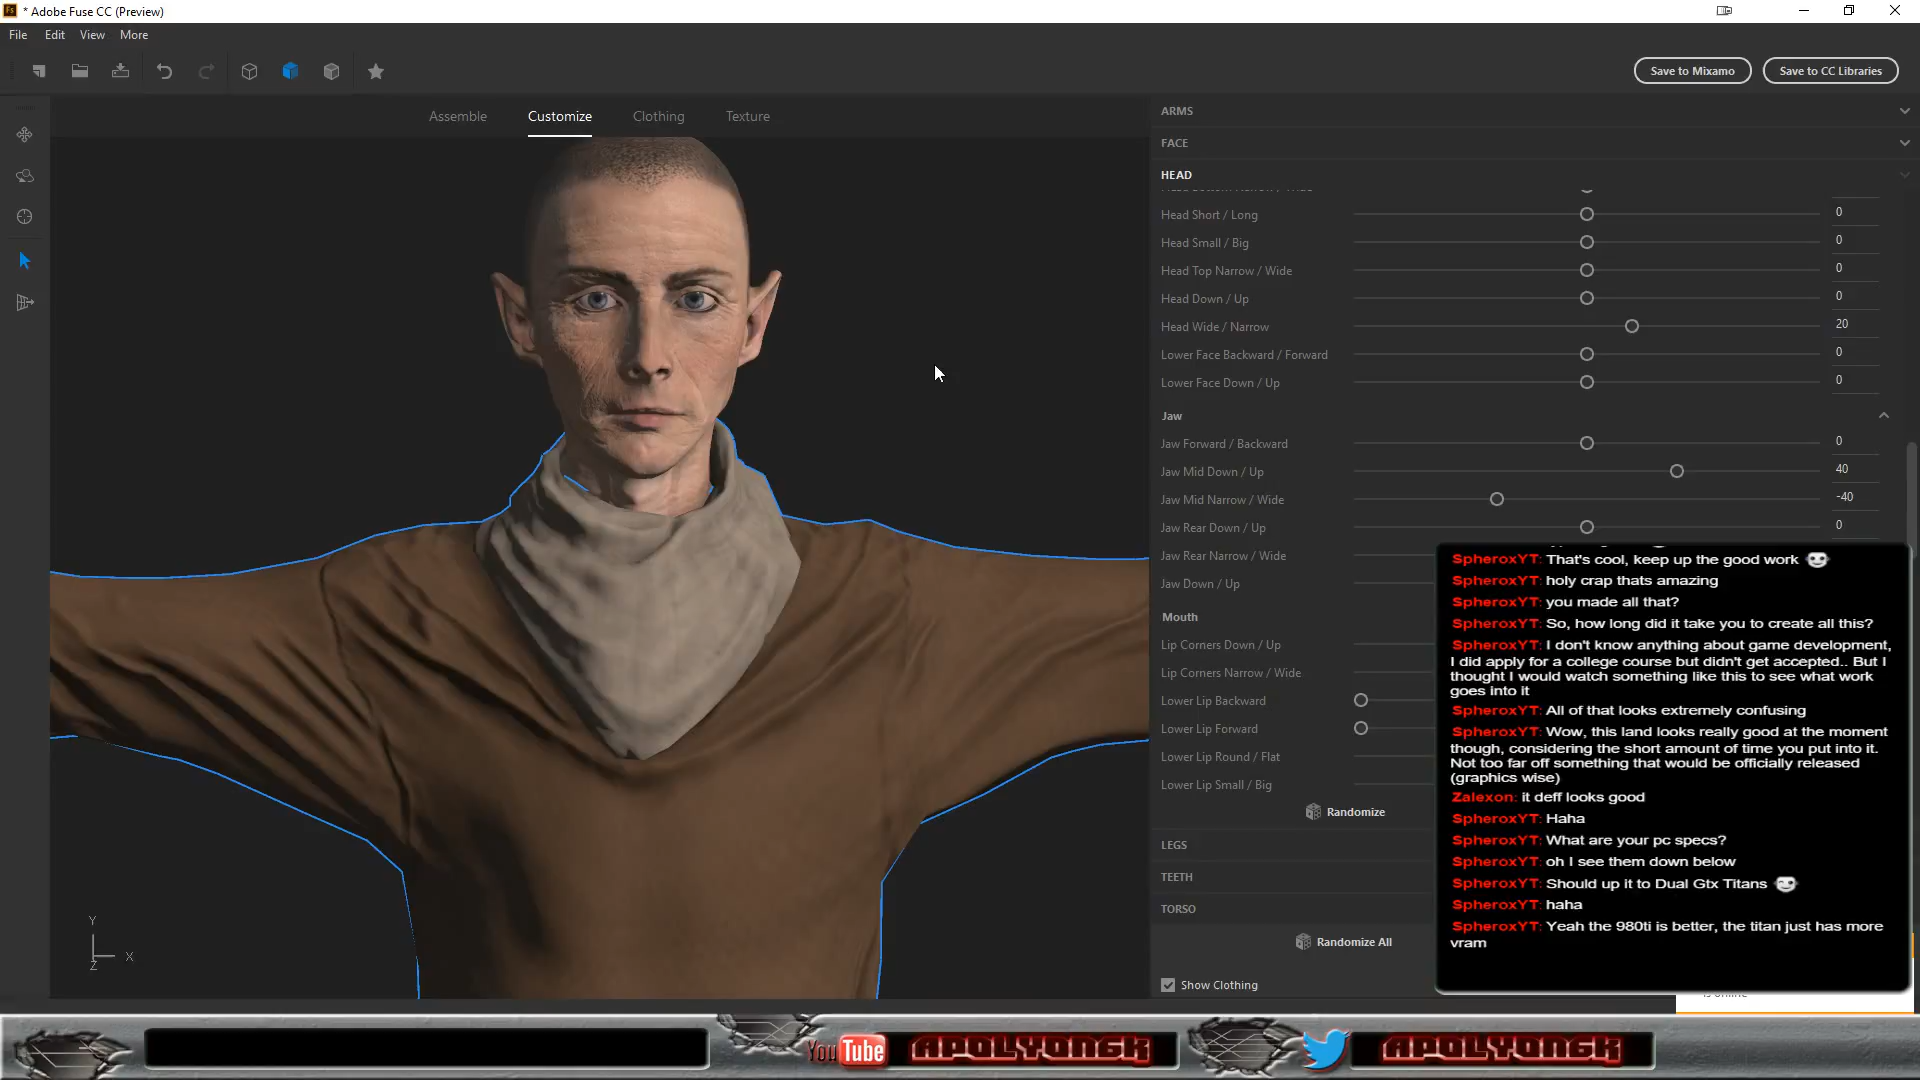 * Adobe Fuse CC (Preview)
File Edit View More
Save to Mixamo Save to CC Libraries
Assemble Customize Clothing Texture
ARMS
FACE
HEAD
Head Short / Long 0
Head Small / Big 0
Head Top Narrow / Wide 0
Head Down / Up 0
Head Wide / Narrow 20
Lower Face Backward / Forward 0
Lower Face Down / Up 0
Jaw
Jaw Forward / Backward 0
Jaw Mid Down / Up 40
Jaw Mid Narrow / Wide -40
Jaw Rear Down / Up 0
Jaw Rear Narrow / Wide
Jaw Down / Up
Mouth
Lip Corners Down / Up
Lip Corners Narrow / Wide
Lower Lip Backward
Lower Lip Forward
Lower Lip Round / Flat
Lower Lip Small / Big
Randomize
LEGS
TEETH
TORSO
Randomize All
Show Clothing
SpheroxYT: That's cool, keep up the good work
SpheroxYT: holy crap thats amazing
SpheroxYT: you made all that?
SpheroxYT: So, how long did it take you to create all this?
SpheroxYT: I don't know anything about game development,
I did apply for a college course but didn't get accepted.. But I
thought I would watch something like this to see what work
goes into it
SpheroxYT: All of that looks extremely confusing
SpheroxYT: Wow, this land looks really good at the moment
though, considering the short amount of time you put into it.
Not too far off something that would be officially released
(graphics wise)
Zalexon: it deff looks good
SpheroxYT: Haha
SpheroxYT: What are your pc specs?
SpheroxYT: oh I see them down below
SpheroxYT: Should up it to Dual Gtx Titans
SpheroxYT: haha
SpheroxYT: Yeah the 980ti is better, the titan just has more
vram
Y
Z X
YouTube APOLYON6K APOLYON6K